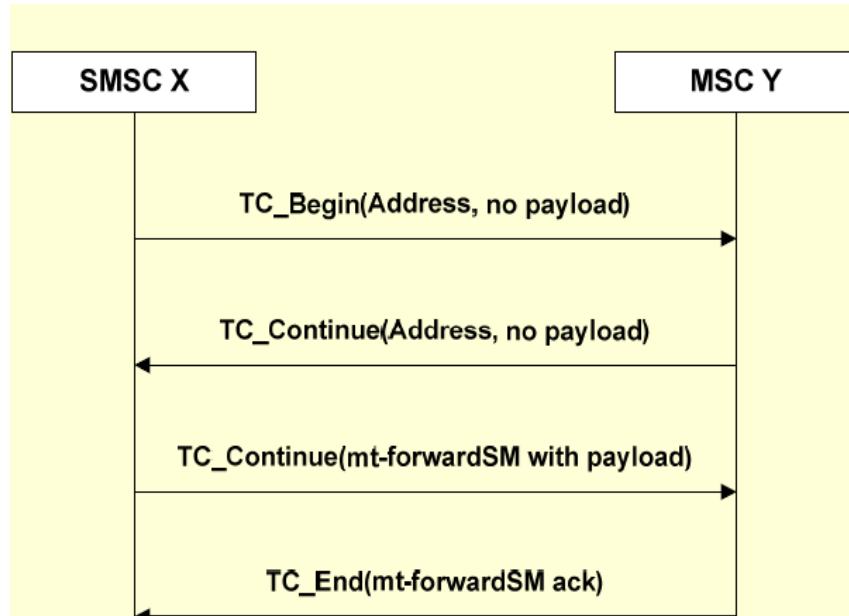 SMSC X
MSC Y
TC_Begin(Address, no payload)
TC_Continue(Address, no payload)
TC_Continue(mt-forwardSM with payload)
TC_End(mt-forwardSM ack)